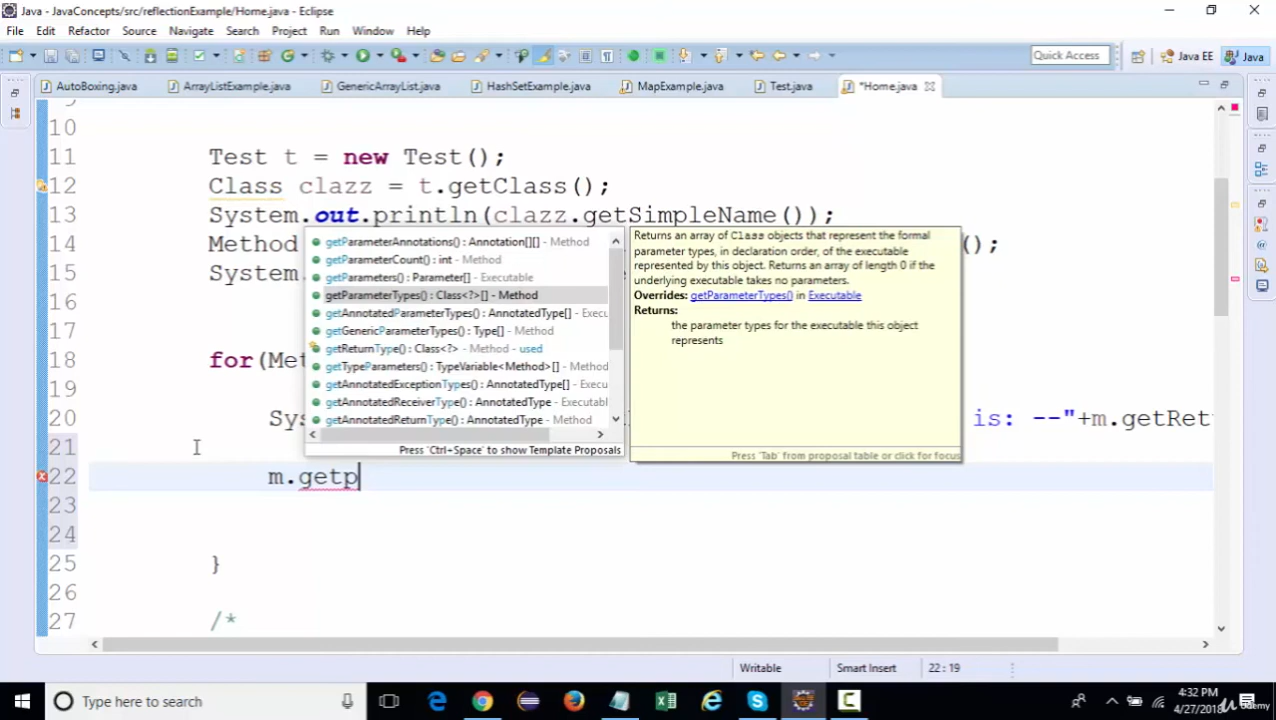 Java - JavaConcepts/src/reflectionExample/Home.java - Eclipse
File Edit Refactor Source Navigate Search Project Run Window Help
Quick Access Java EE Java
AutoBoxing.java ArrayListExample.java GenericArrayList.java HashSetExample.java MapExample.java Test.java *Home.java
10
11 Test t = new Test();
12 Class clazz = t.getClass();
13 System.out.println(clazz.getSimpleName());
14 Method ();
15 System.
16
17
18 for(Met
19
20 Sys is: --"+m.getRet
21
22 m.getp
23
24
25 }
26
27 /*
getParameterAnnotations() : Annotation[][] - Method
getParameterCount() : int - Method
getParameters() : Parameter[] - Executable
getParameterTypes() : Class<?>[] - Method
getAnnotatedParameterTypes() : AnnotatedType[] - Execu
getGenericParameterTypes() : Type[] - Method
getReturnType() : Class<?> - Method - used
getTypeParameters() : TypeVariable<Method>[] - Method
getAnnotatedExceptionTypes() : AnnotatedType[] - Execu
getAnnotatedReceiverType() : AnnotatedType - Executabl
getAnnotatedReturnType() : AnnotatedType - Method
Press 'Ctrl+Space' to show Template Proposals
Returns an array of Class objects that represent the formal
parameter types, in declaration order, of the executable
represented by this object. Returns an array of length 0 if the
underlying executable takes no parameters.
Overrides: getParameterTypes() in Executable
Returns:
the parameter types for the executable this object
represents
Press 'Tab' from proposal table or click for focus
Writable Smart Insert 22 : 19
Type here to search
4:32 PM
4/27/2018
Udemy